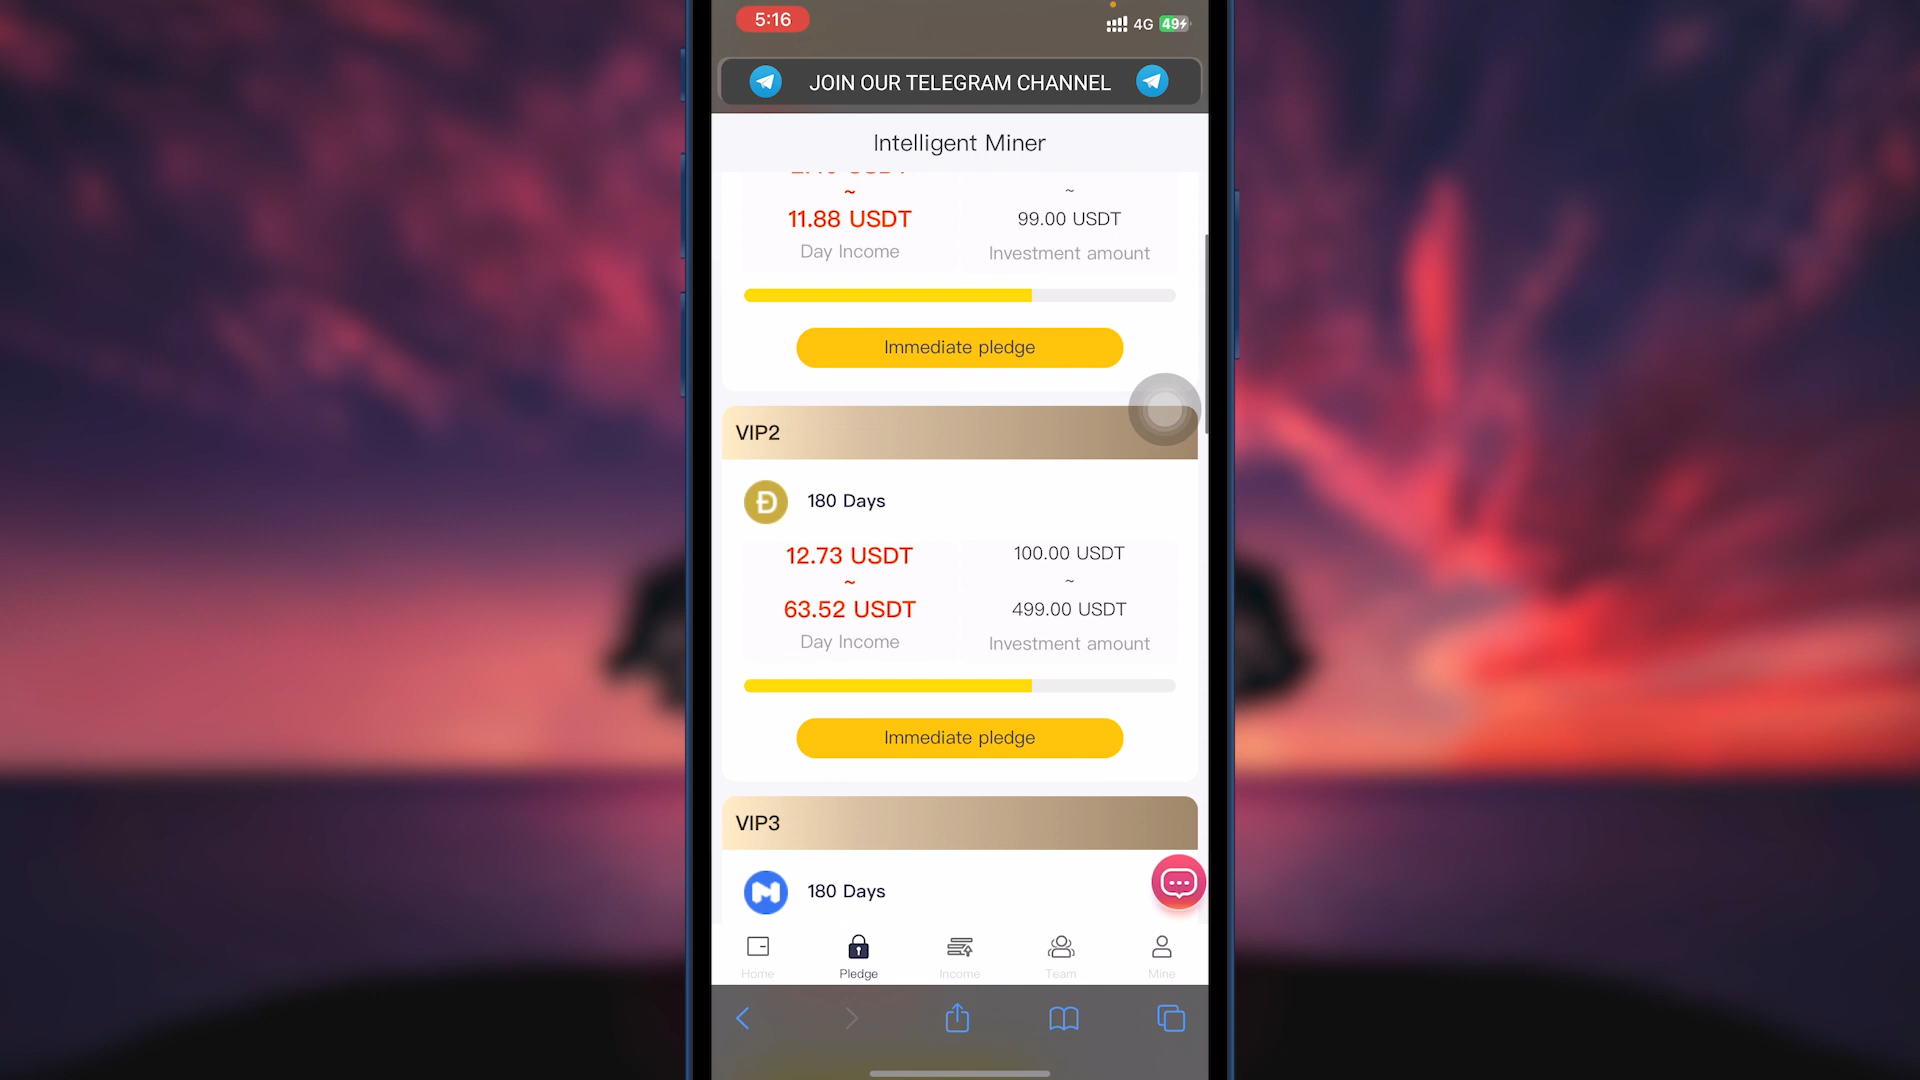 5:16
4G 49
JOIN OUR TELEGRAM CHANNEL
Intelligent Miner
~ ~
11.88 USDT 99.00 USDT
Day Income Investment amount
Immediate pledge
VIP2
180 Days
12.73 USDT 100.00 USDT
~ ~
63.52 USDT 499.00 USDT
Day Income Investment amount
Immediate pledge
VIP3
180 Days
Home Pledge Income Team Mine